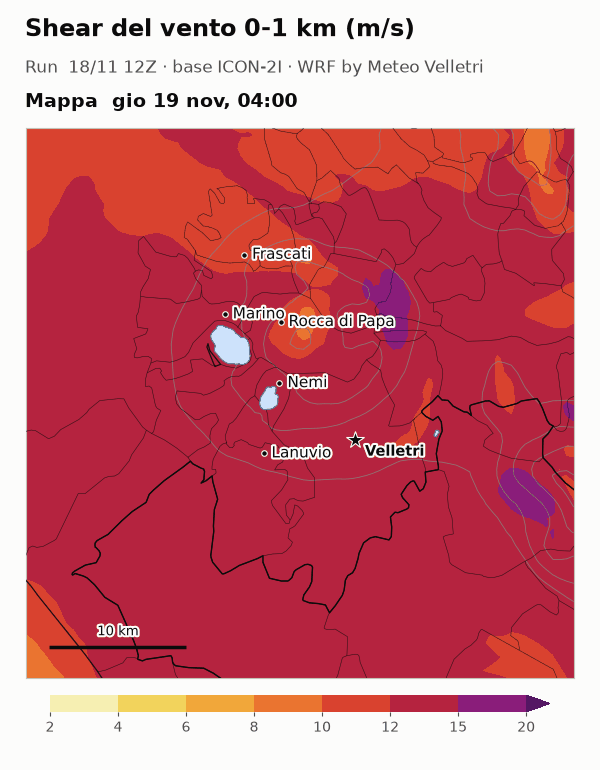 Shear del vento 0-1 km (m/s)
Run  18/11 12Z · base ICON-2I · WRF by Meteo Velletri
Mappa  gio 19 nov, 04:00
Frascati
Marino
Rocca di Papa
Nemi
Velletri
Lanuvio
10 km
2 4 6 8 10 12 15 20